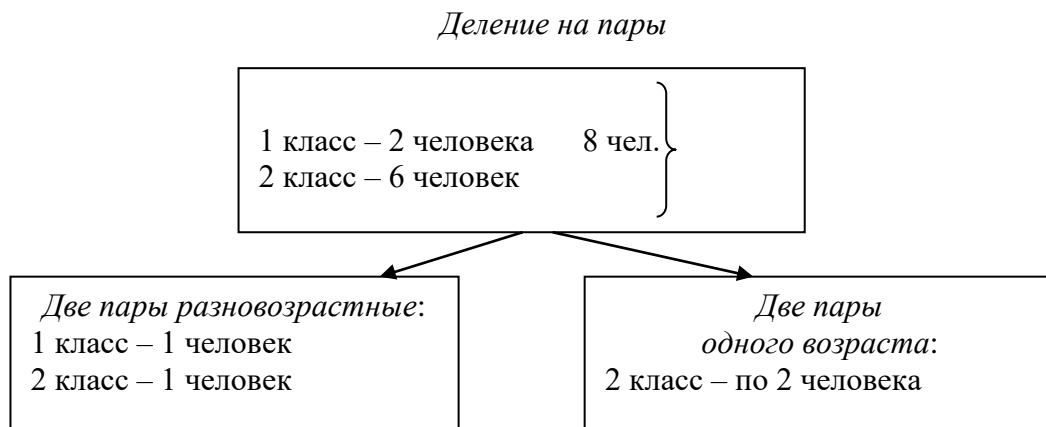 Деление на пары
1 класс – 2 человека 8 чел.
2 класс – 6 человек
Две пары разновозрастные:
1 класс – 1 человек
2 класс – 1 человек
Две пары
одного возраста:
2 класс – по 2 человека